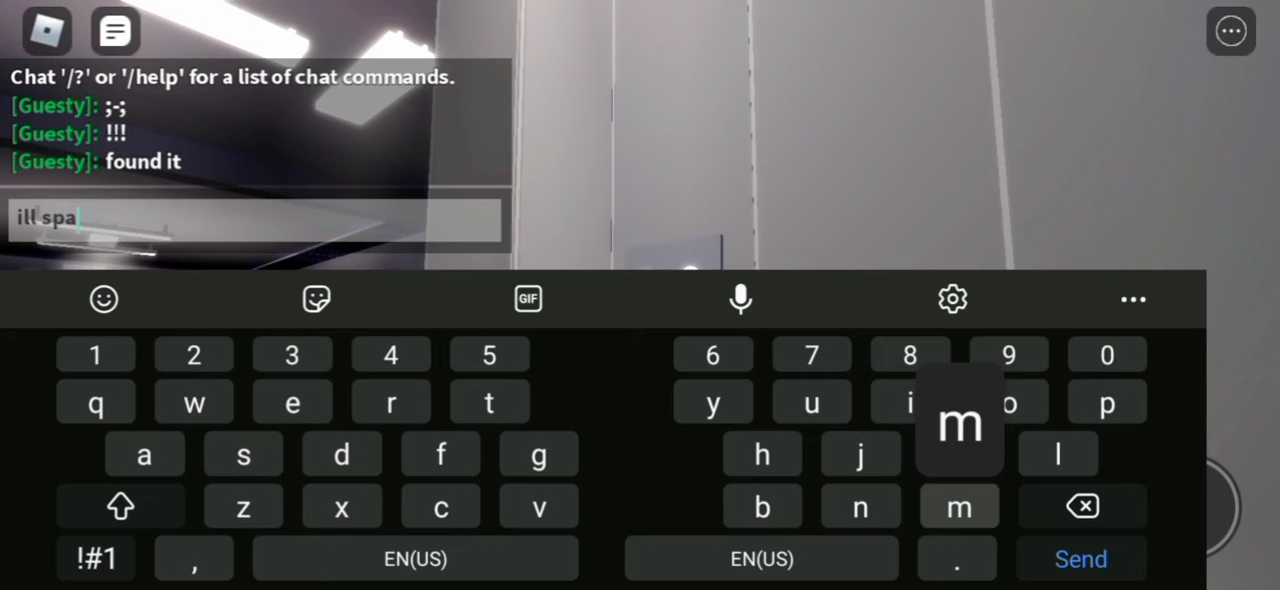 Chat '/?' or '/help' for a list of chat commands.
[Guesty]: ;-;
[Guesty]: !!!
[Guesty]: found it
ill spa
GIF
1 2 3 4 5 6 7 8 9 0
q w e r t y u i o p
a s d f g h j m l
z x c v b n m
!#1 , EN(US) EN(US) . Send